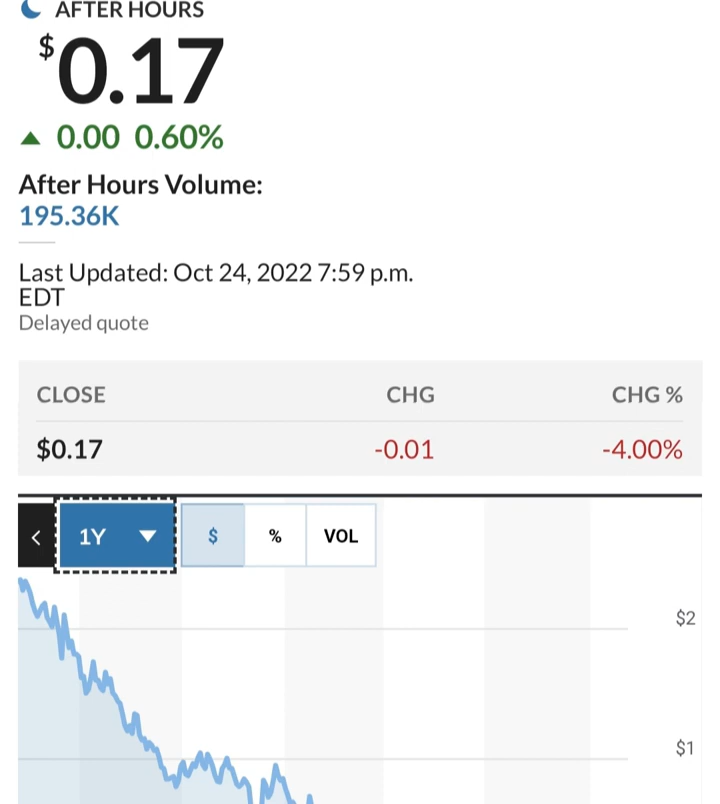 AFTER HOURS
$0.17
0.00 0.60%
After Hours Volume:
195.36K
Last Updated: Oct 24, 2022 7:59 p.m.
EDT
Delayed quote
CLOSE CHG CHG %
$0.17 -0.01 -4.00%
1Y $ % VOL
$2
$1